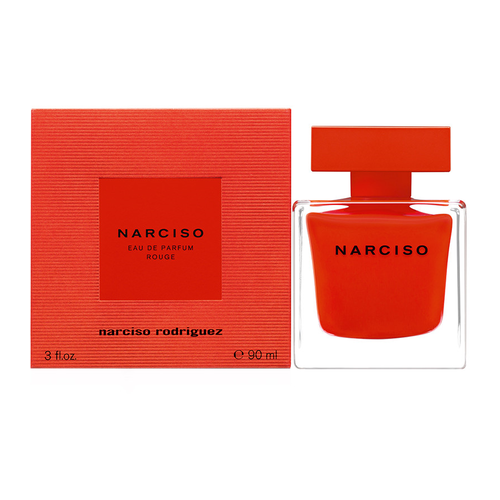 NARCISO
EAU DE PARFUM
ROUGE
narciso rodriguez
3 fl.oz. ℮ 90 ml
NARCISO